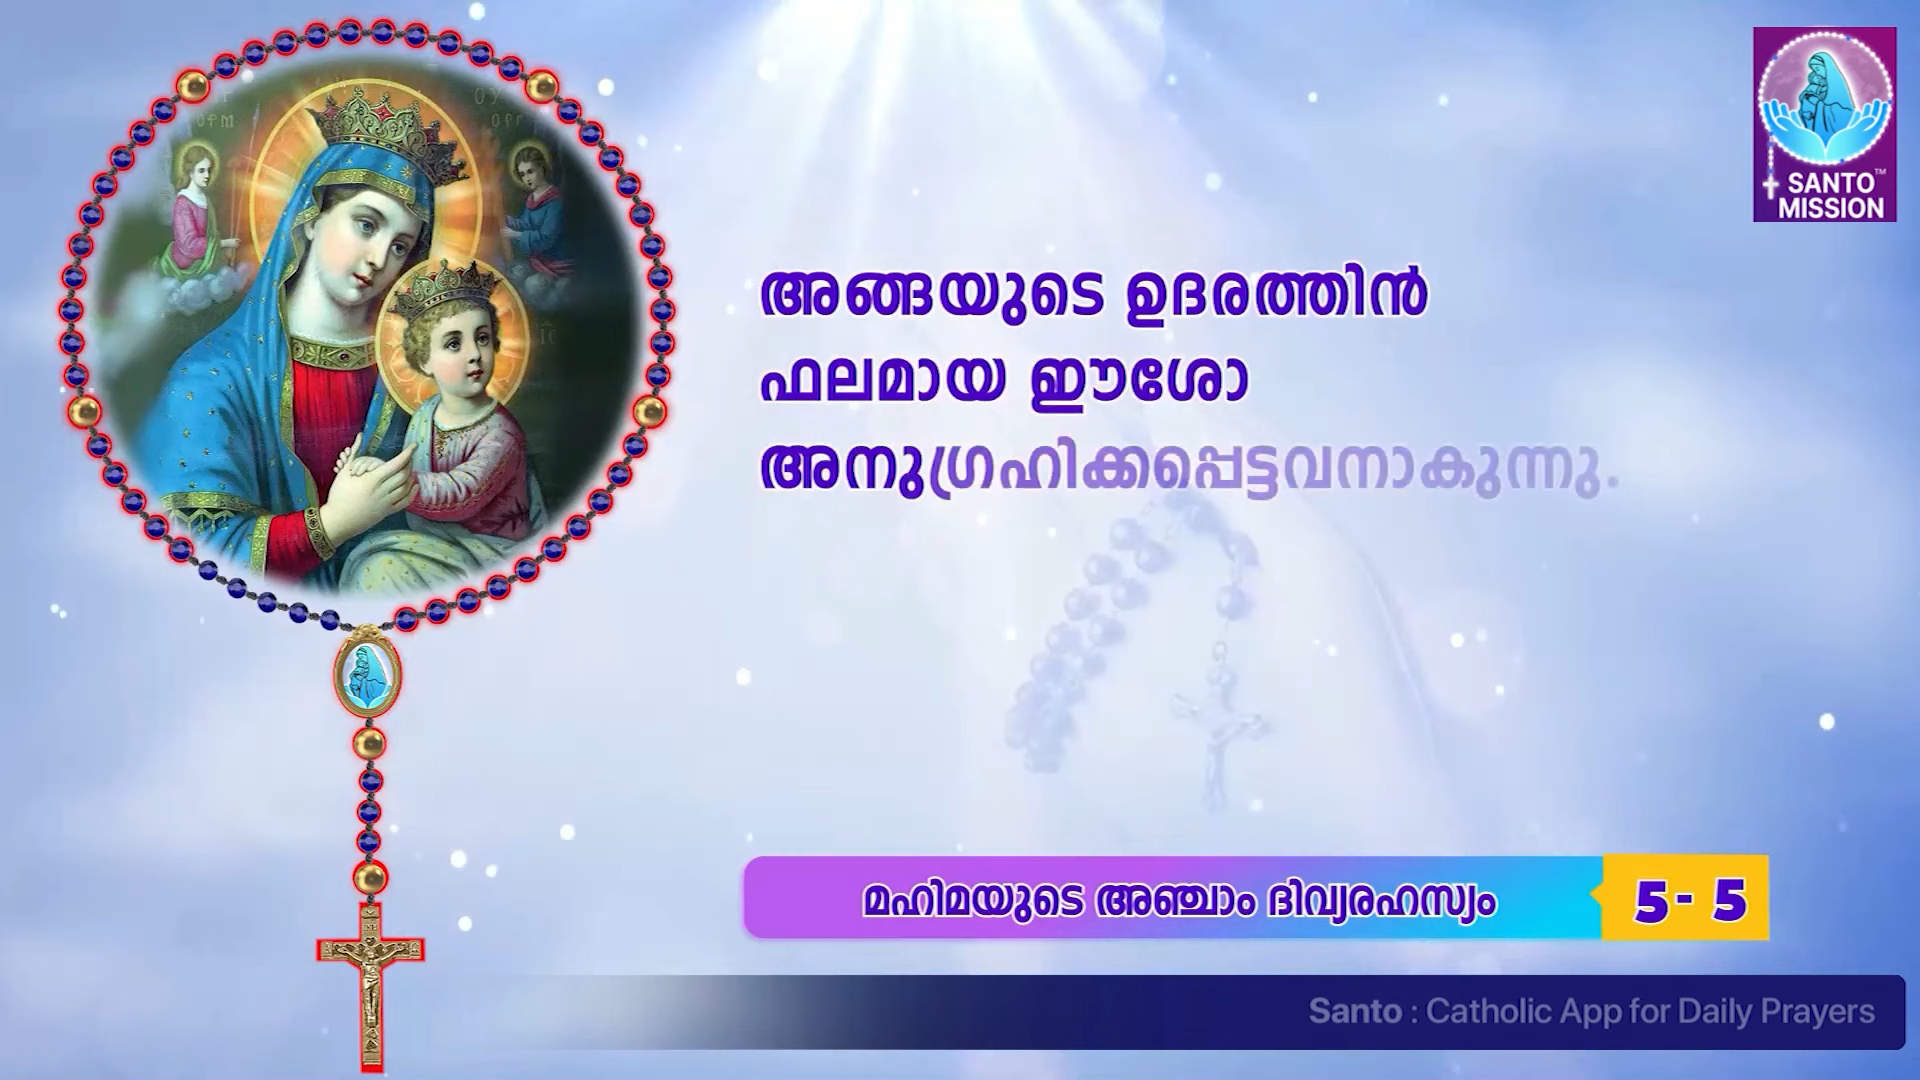 SANTO™
MISSION
അങ്ങയുടെ ഉദരത്തിൻ
ഫലമായ ഈശോ
അനുഗ്രഹിക്കപ്പെട്ടവനാകുന്നു.
മഹിമയുടെ അഞ്ചാം ദിവ്യരഹസ്യം 5- 5
Santo : Catholic App for Daily Prayers